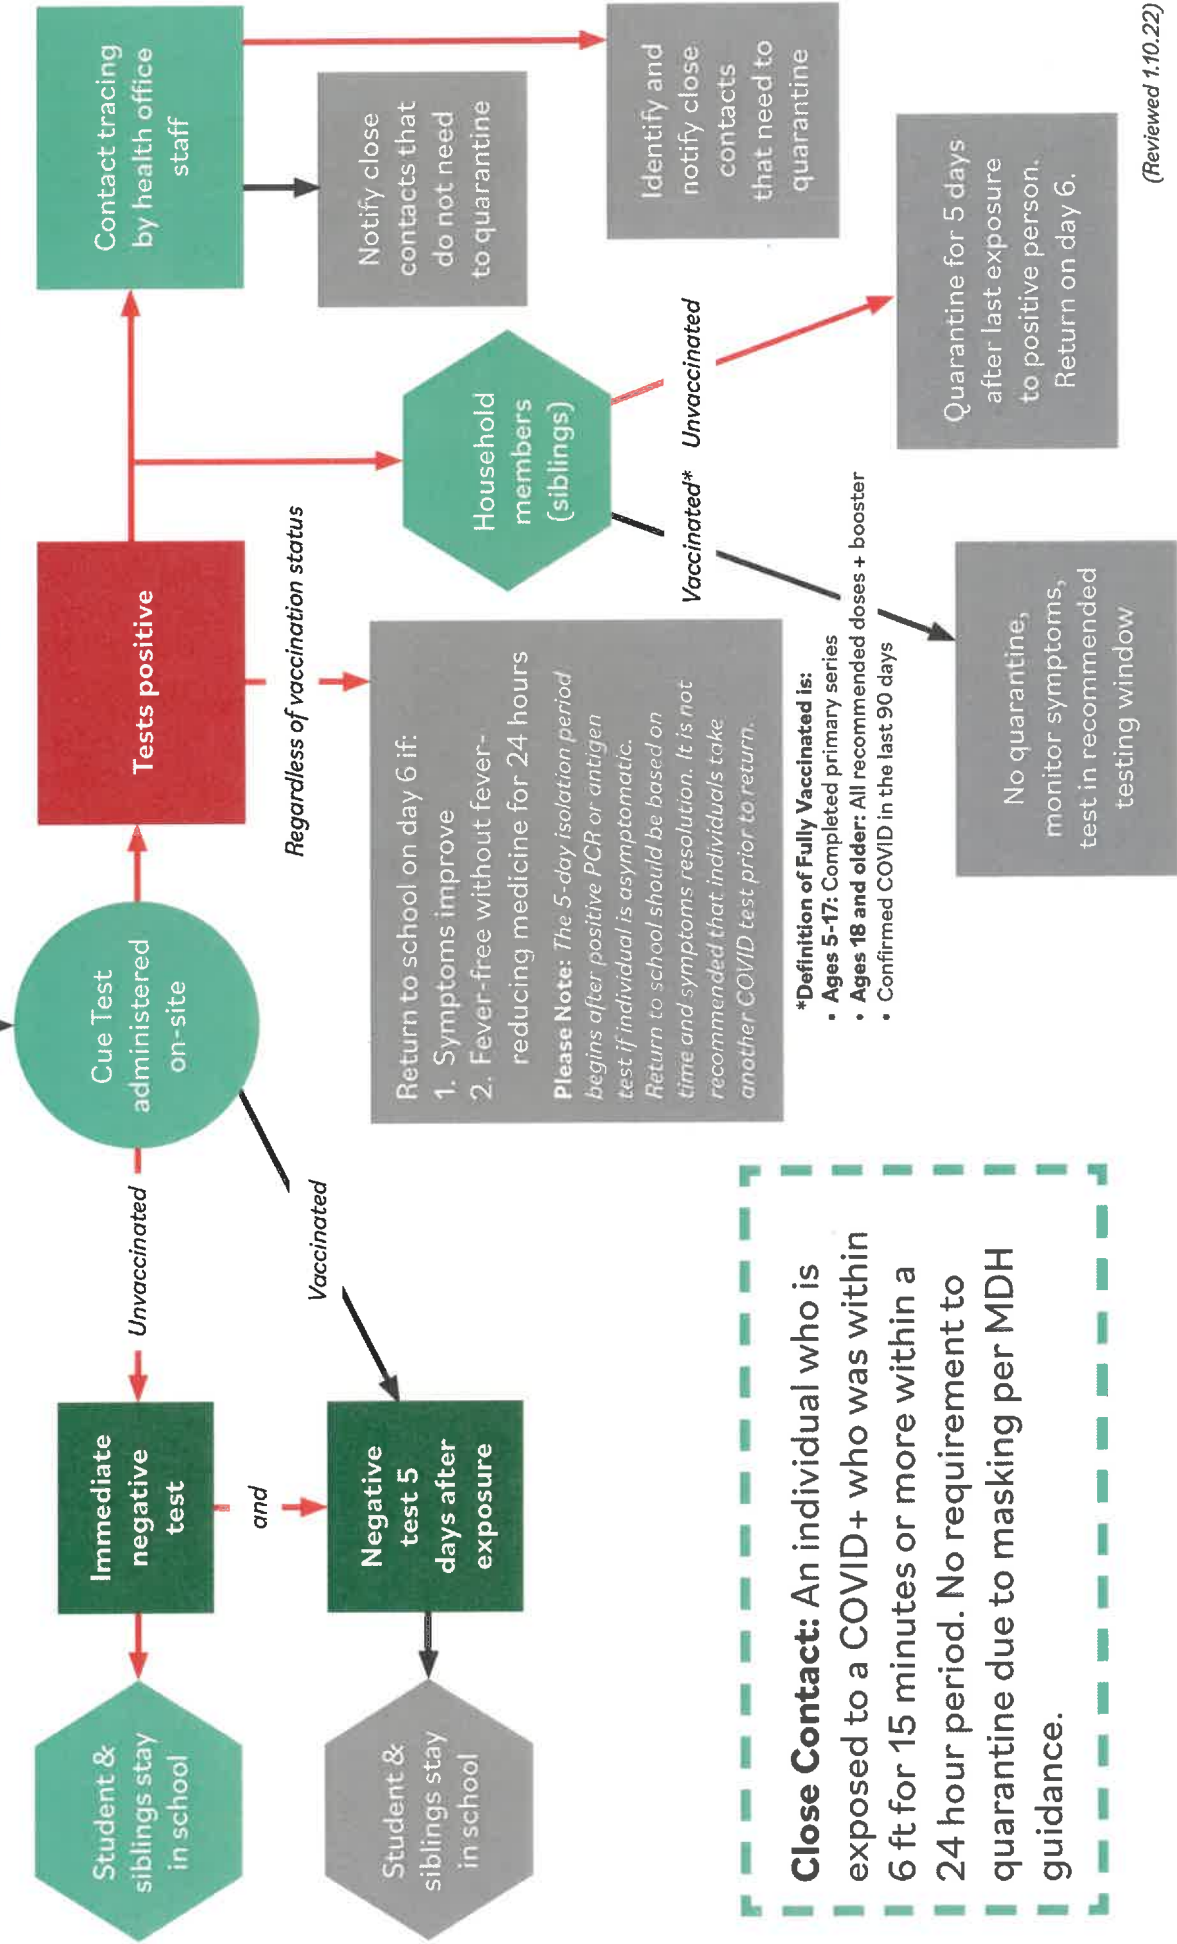 Cue Test
administered
on-site
Unvaccinated
Vaccinated
Immediate
negative
test
and
Negative
test 5
days after
exposure
Student &
siblings stay
in school
Student &
siblings stay
in school
Tests positive
Regardless of vaccination status
Return to school on day 6 if:
1. Symptoms improve
2. Fever-free without fever-
reducing medicine for 24 hours
Please Note: The 5-day isolation period
begins after positive PCR or antigen
test if individual is asymptomatic.
Return to school should be based on
time and symptoms resolution. It is not
recommended that individuals take
another COVID test prior to return.
Contact tracing
by health office
staff
Notify close
contacts that
do not need
to quarantine
Identify and
notify close
contacts
that need to
quarantine
Household
members
(siblings)
Vaccinated*
Unvaccinated
Quarantine for 5 days
after last exposure
to positive person.
Return on day 6.
No quarantine,
monitor symptoms,
test in recommended
testing window
*Definition of Fully Vaccinated is:
• Ages 5-17: Completed primary series
• Ages 18 and older: All recommended doses + booster
• Confirmed COVID in the last 90 days
Close Contact: An individual who is
exposed to a COVID+ who was within
6 ft for 15 minutes or more within a
24 hour period. No requirement to
quarantine due to masking per MDH
guidance.
(Reviewed 1.10.22)